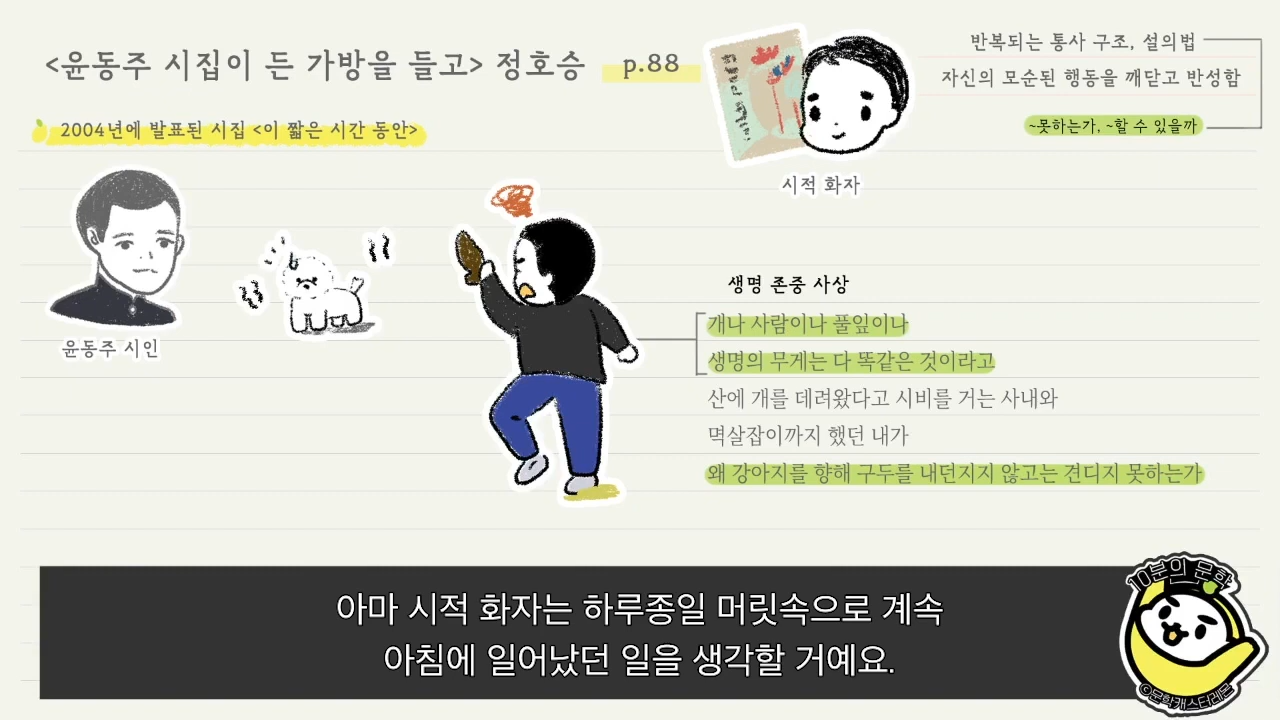 <윤동주 시집이 든 가방을 들고> 정호승 p.88
2004년에 발표된 시집 <이 짧은 시간 동안>
반복되는 통사 구조, 설의법
자신의 모순된 행동을 깨닫고 반성함
~못하는가, ~할 수 있을까
시적 화자
윤동주 시인
생명 존중 사상
개나 사람이나 풀잎이나
생명의 무게는 다 똑같은 것이라고
산에 개를 데려왔다고 시비를 거는 사내와
멱살잡이까지 했던 내가
왜 강아지를 향해 구두를 내던지지 않고는 견디지 못하는가
아마 시적 화자는 하루종일 머릿속으로 계속
아침에 일어났던 일을 생각할 거예요.
10분의 문학
©문학캐스터레몬